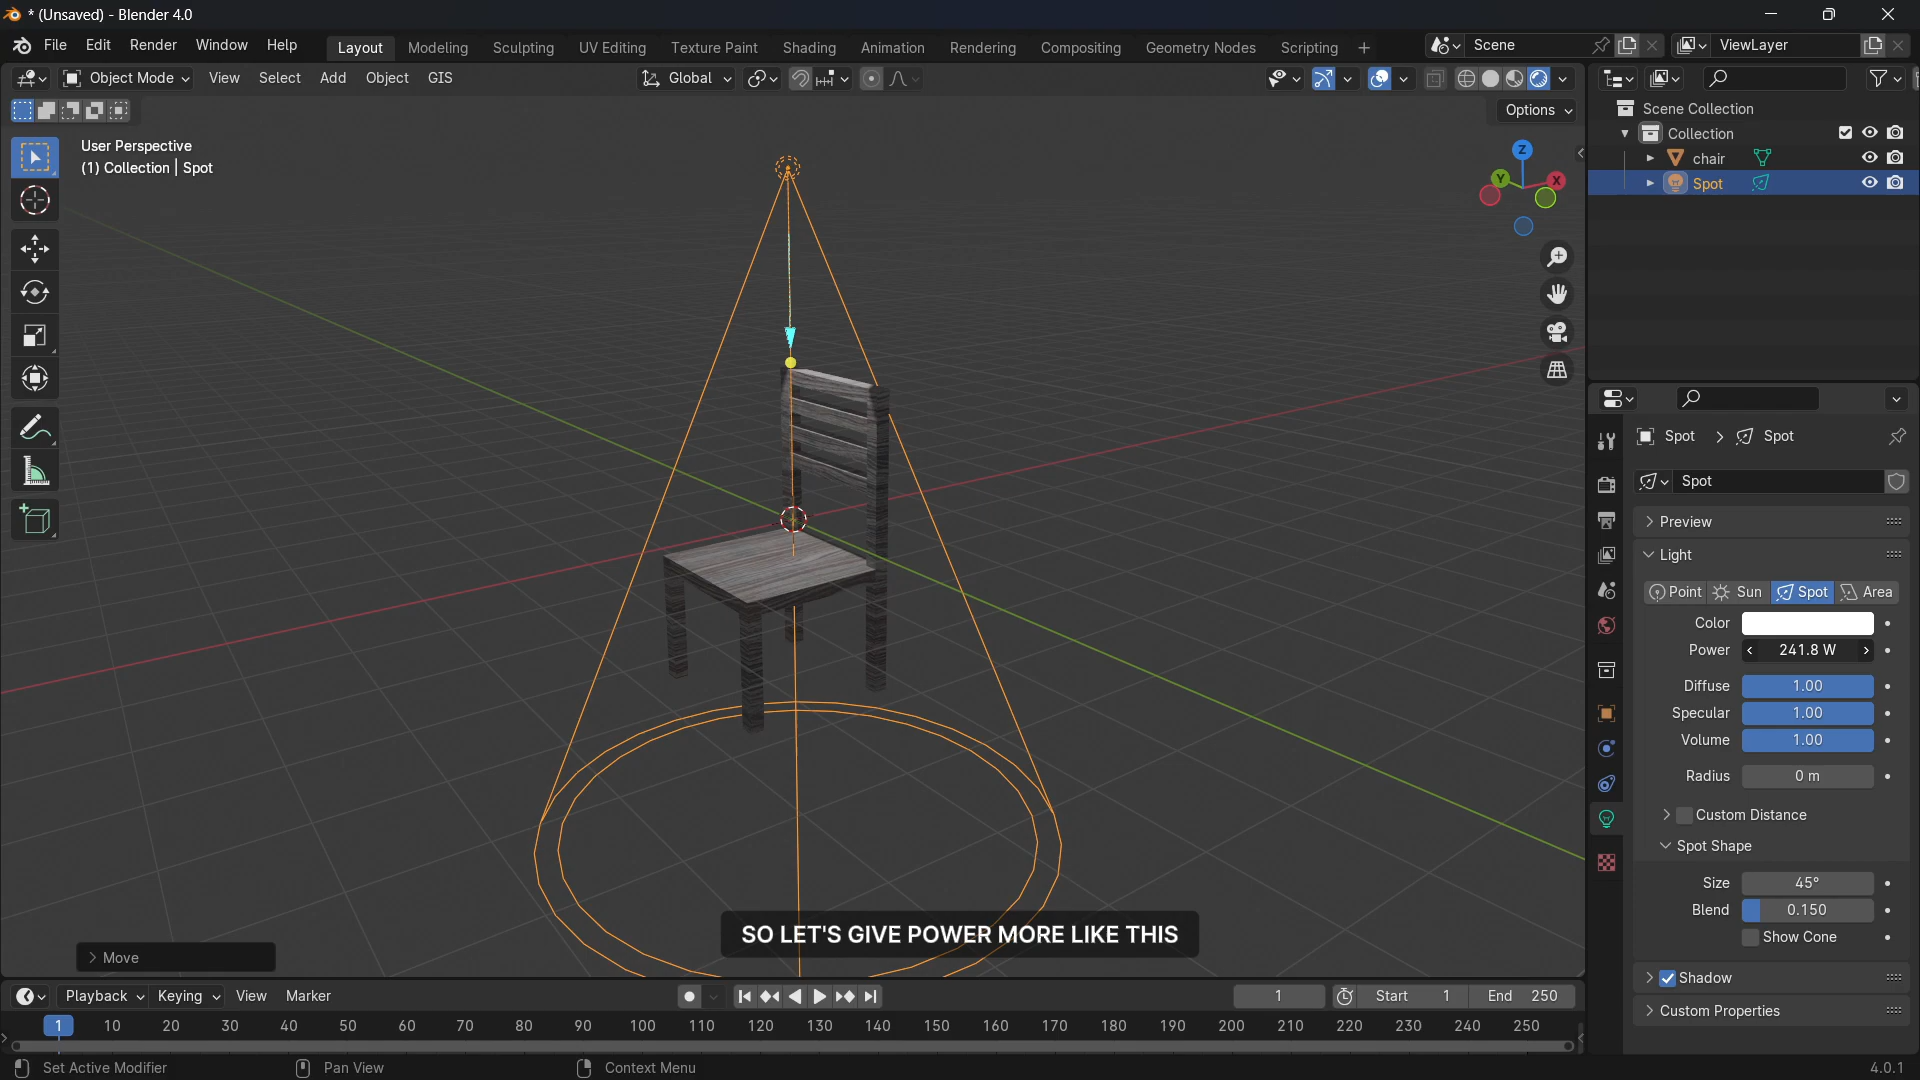 * (Unsaved) - Blender 4.0
File Edit Render Window Help Layout Modeling Sculpting UV Editing Texture Paint Shading Animation Rendering Compositing Geometry Nodes Scripting + Scene ViewLayer
Object Mode View Select Add Object GIS Global
Options
User Perspective
(1) Collection | Spot
Z
Y
X
Scene Collection
Collection
chair
Spot
Spot > Spot
Spot
Preview
Light
Point Sun Spot Area
Color
Power 241.8 W
Diffuse 1.00
Specular 1.00
Volume 1.00
Radius 0 m
Custom Distance
Spot Shape
Size 45°
Blend 0.150
Show Cone
Shadow
Custom Properties
SO LET'S GIVE POWER MORE LIKE THIS
> Move
Playback Keying View Marker 1 Start 1 End 250
1 10 20 30 40 50 60 70 80 90 100 110 120 130 140 150 160 170 180 190 200 210 220 230 240 250
Set Active Modifier Pan View Context Menu 4.0.1